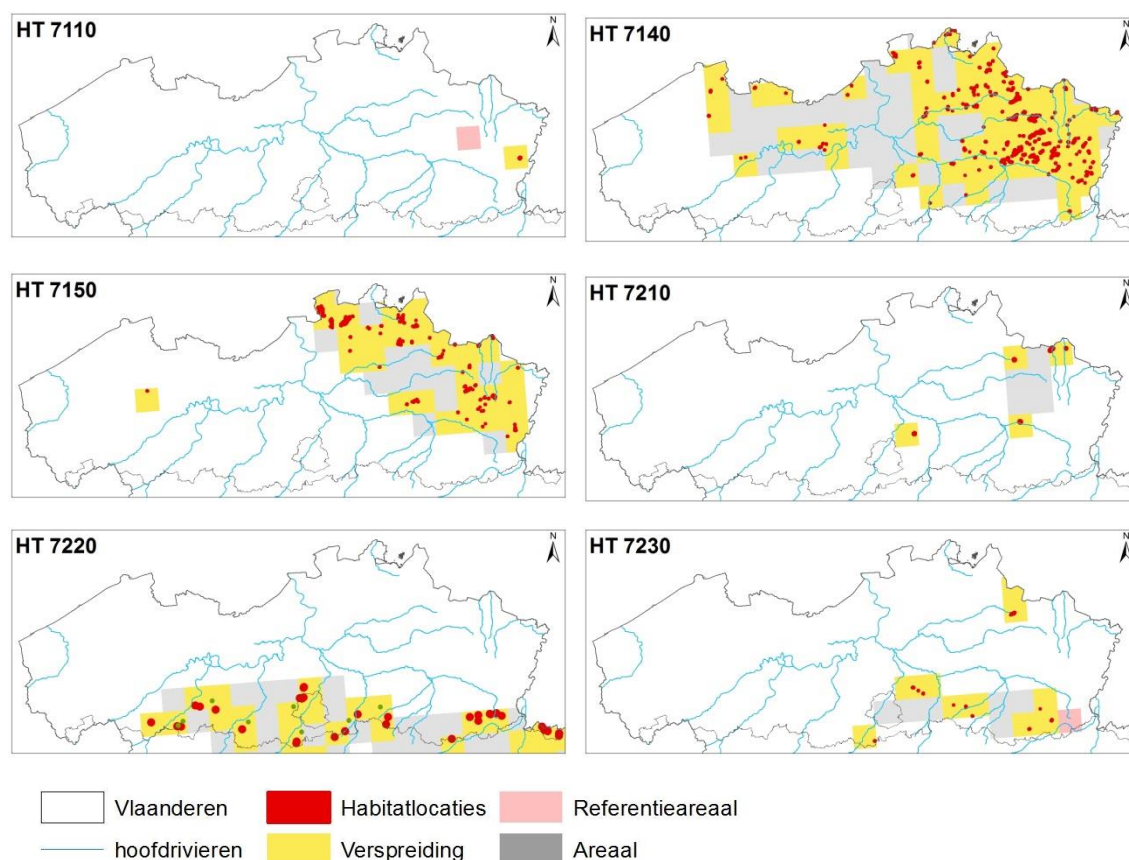 HT 7110
N
HT 7140
N
HT 7150
N
HT 7210
N
HT 7220
N
HT 7230
N
Vlaanderen
Habitatlocaties
Referentieareaal
hoofdrivieren
Verspreiding
Areaal